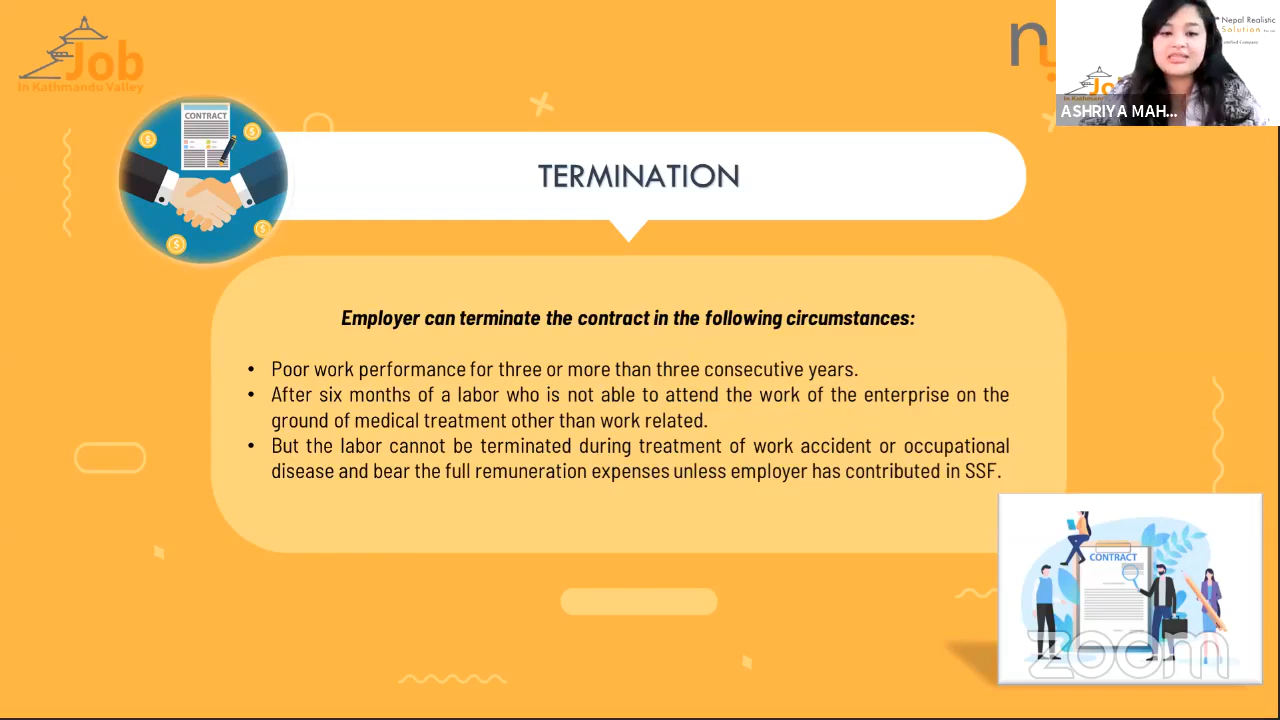 Job
In Kathmandu Valley
n
Nepal Realistic
Solution
ASHRIYA MAH...
CONTRACT
TERMINATION
Employer can terminate the contract in the following circumstances:
• Poor work performance for three or more than three consecutive years.
• After six months of a labor who is not able to attend the work of the enterprise on the
ground of medical treatment other than work related.
• But the labor cannot be terminated during treatment of work accident or occupational
disease and bear the full remuneration expenses unless employer has contributed in SSF.
CONTRACT
zoom